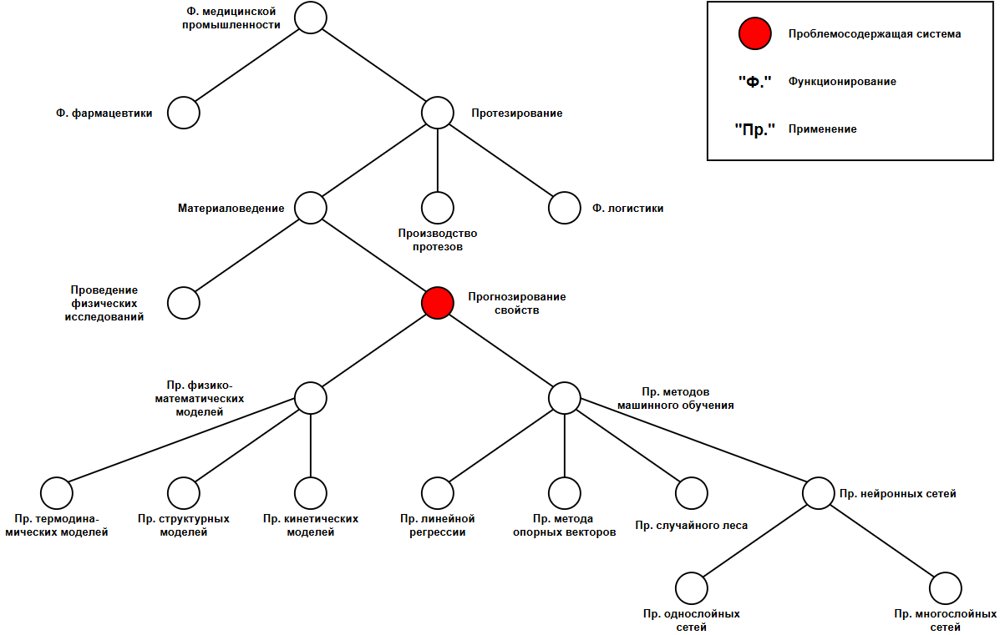 Ф. медицинской
промышленности
Проблемосодержащая система
"Ф."
Функционирование
"Пр."
Применение
Ф. фармацевтики
Протезирование
Материаловедение
Производство
протезов
Ф. логистики
Проведение
физических
исследований
Прогнозирование
свойств
Пр. физико-
математических
моделей
Пр. методов
машинного обучения
Пр. термодина-
мических моделей
Пр. структурных
моделей
Пр. кинетических
моделей
Пр. линейной
регрессии
Пр. метода
опорных векторов
Пр. случайного леса
Пр. нейронных сетей
Пр. однослойных
сетей
Пр. многослойных
сетей